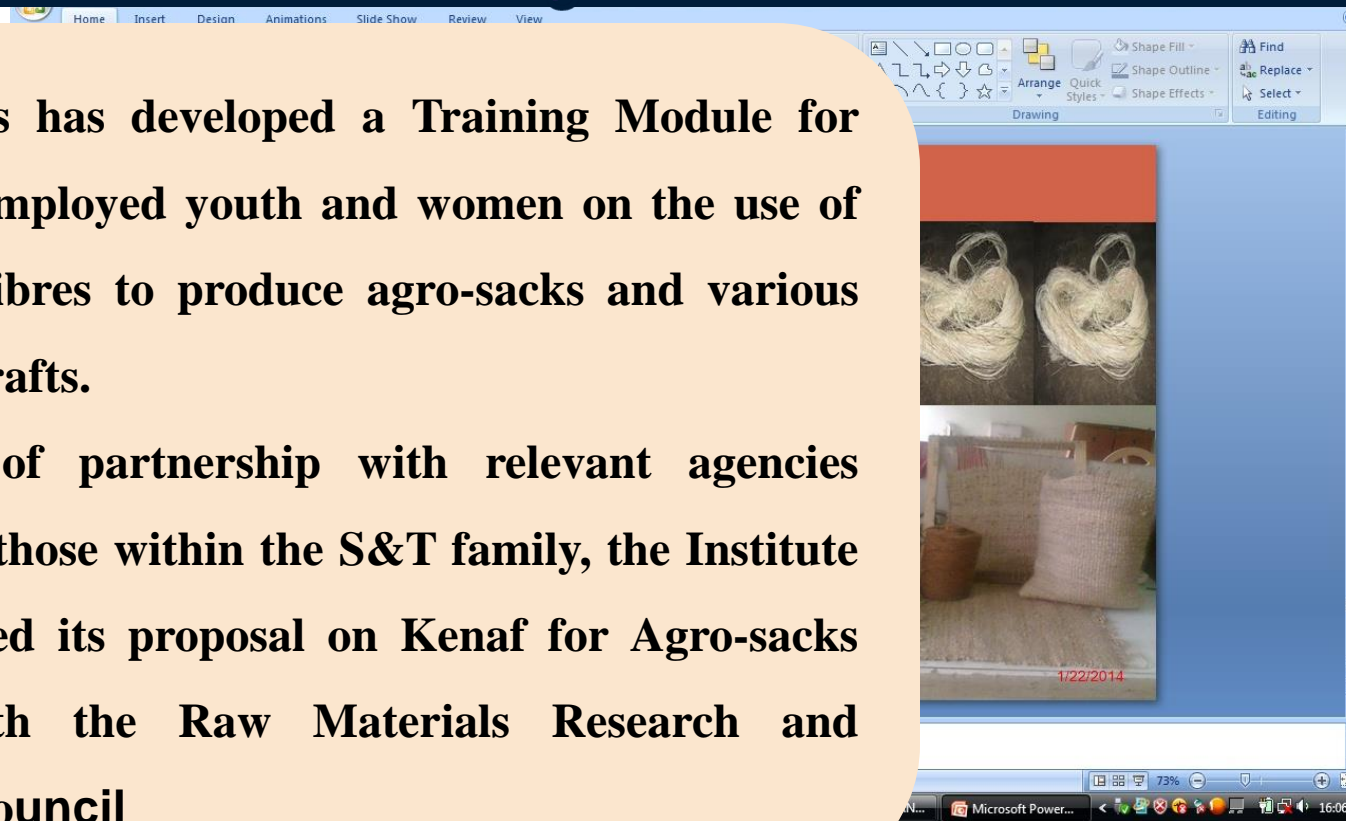 Home Insert Design Animations Slide Show Review View
s has developed a Training Module for
mployed youth and women on the use of
ibres to produce agro-sacks and various
rafts.
of partnership with relevant agencies
those within the S&T family, the Institute
ed its proposal on Kenaf for Agro-sacks
th the Raw Materials Research and
ouncil
Arrange
Quick Styles
Shape Fill
Shape Outline
Shape Effects
Drawing
Find
Replace
Select
Editing
1/22/2014
73%
N... Microsoft Power... 16:06